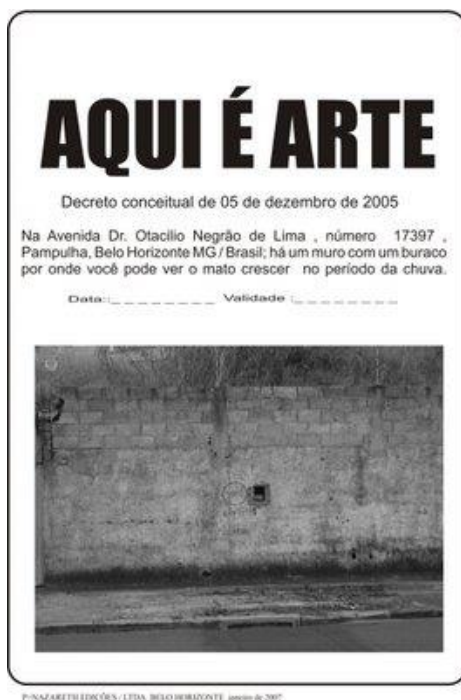 AQUI É ARTE
Decreto conceitual de 05 de dezembro de 2005
Na Avenida Dr. Otacilio Negrão de Lima , número 17397 ,
Pampulha, Belo Horizonte MG / Brasil; há um muro com um buraco
por onde você pode ver o mato crescer no período da chuva.
Data::_ _ _ _ _ _ _ _ Validade :_ _ _ _ _ _ _ _
P/NAZARETH EDIÇÕES / LTDA. BELO HORIZONTE janeiro de 2007